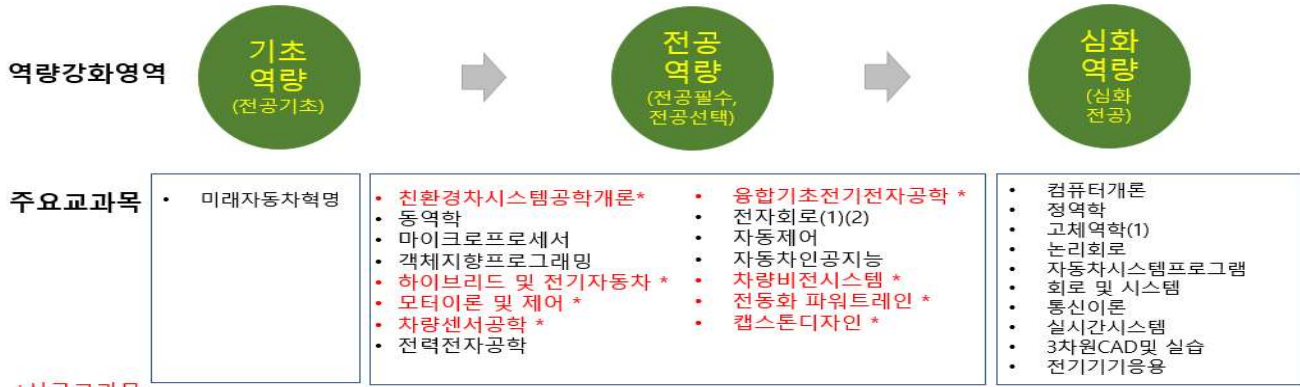 역량강화영역
기초
역량
(전공기초)
전공
역량
(전공필수,
전공선택)
심화
역량
(심화
전공)
주요교과목
• 미래자동차혁명
• 친환경차시스템공학개론*
• 동역학
• 마이크로프로세서
• 객체지향프로그래밍
• 하이브리드 및 전기자동차 *
• 모터이론 및 제어 *
• 차량센서공학 *
• 전력전자공학
• 융합기초전기전자공학 *
• 전자회로(1)(2)
• 자동제어
• 자동차인공지능
• 차량비전시스템 *
• 전동화 파워트레인 *
• 캡스톤디자인 *
• 컴퓨터개론
• 정역학
• 고체역학(1)
• 논리회로
• 자동차시스템프로그램
• 회로 및 시스템
• 통신이론
• 실시간시스템
• 3차원CAD및 실습
• 전기기기응용